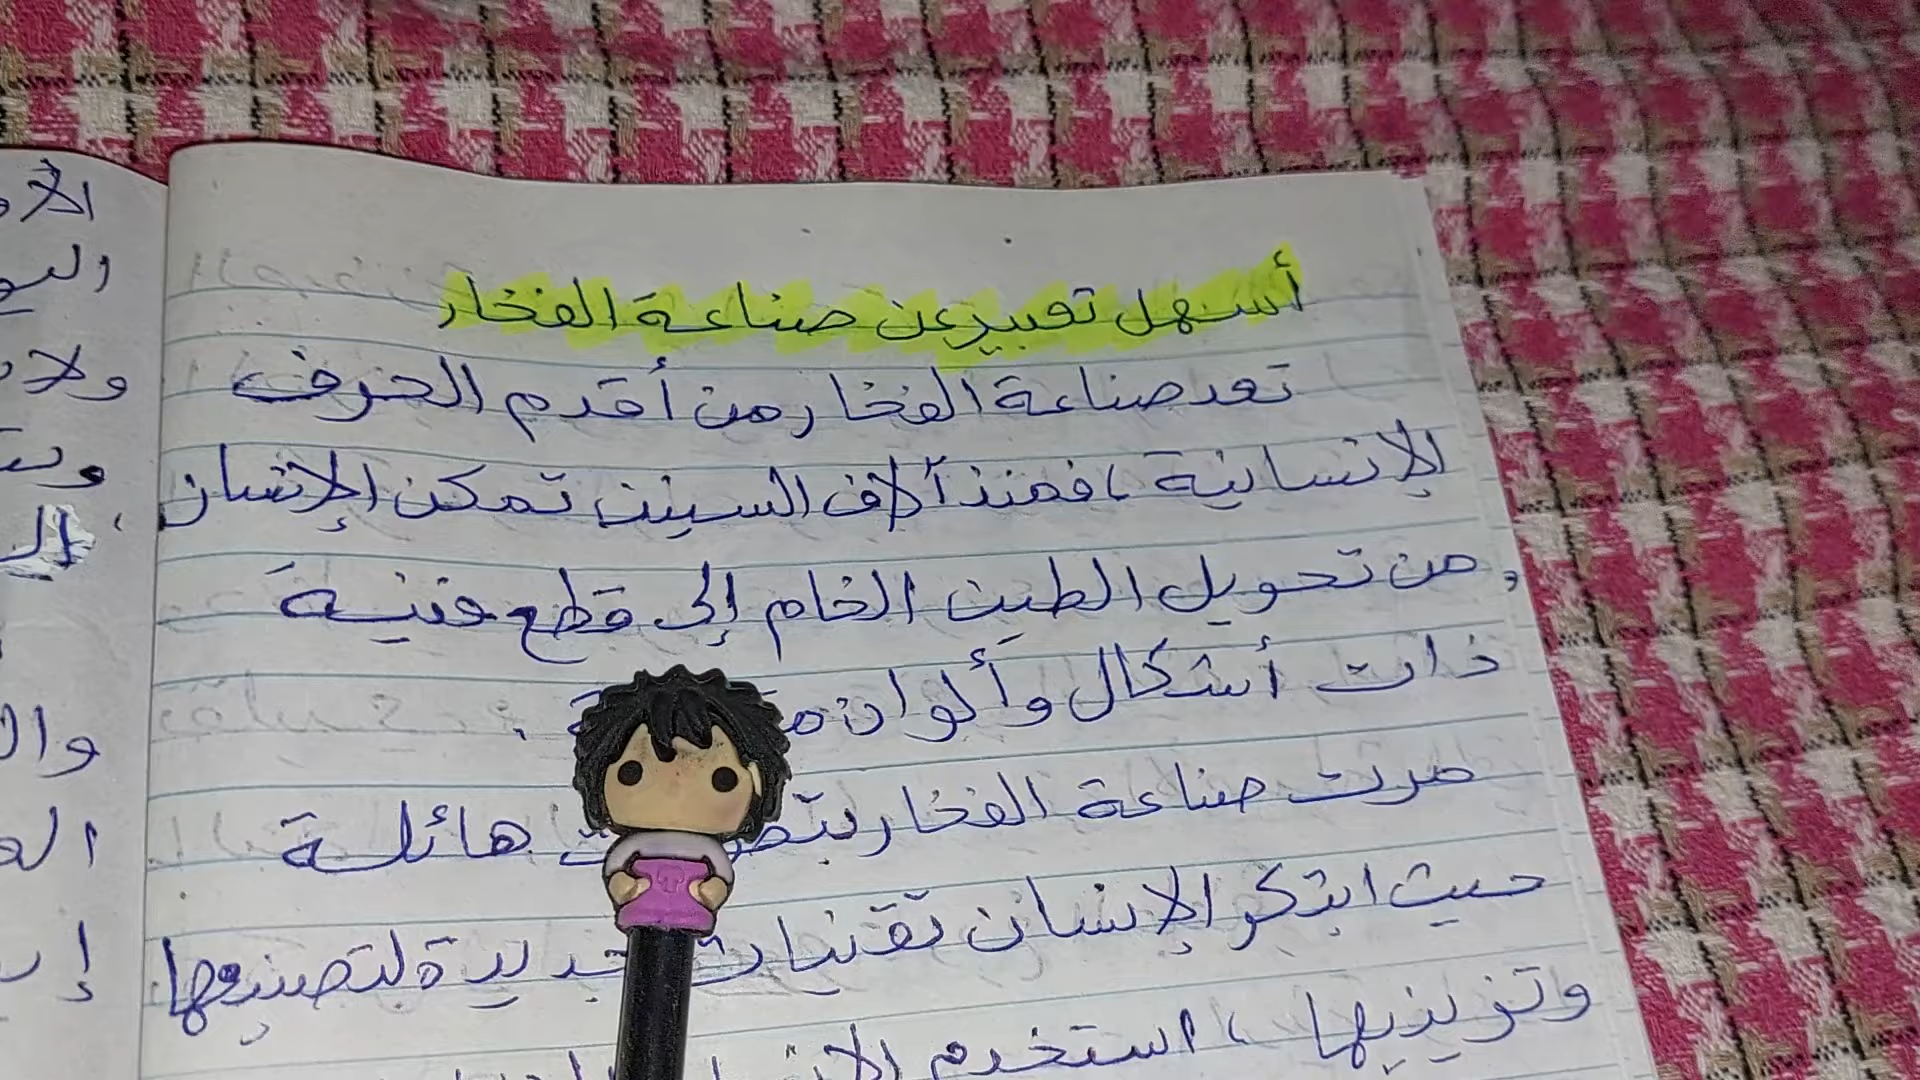 أسهل تعبير عن صناعة الفخار
تعد صناعة الفخار من أقدم الحرف
الإنسانية، فمنذ آلاف السنين تمكن الإنسان
من تحويل الطين الخام إلى قطع فنية
ذات أشكال وألوان
مرت صناعة الفخار هائلة
حيث ابتكر الإنسان تقنيات جديدة لتصنيعها
وتزيينها، استخدم